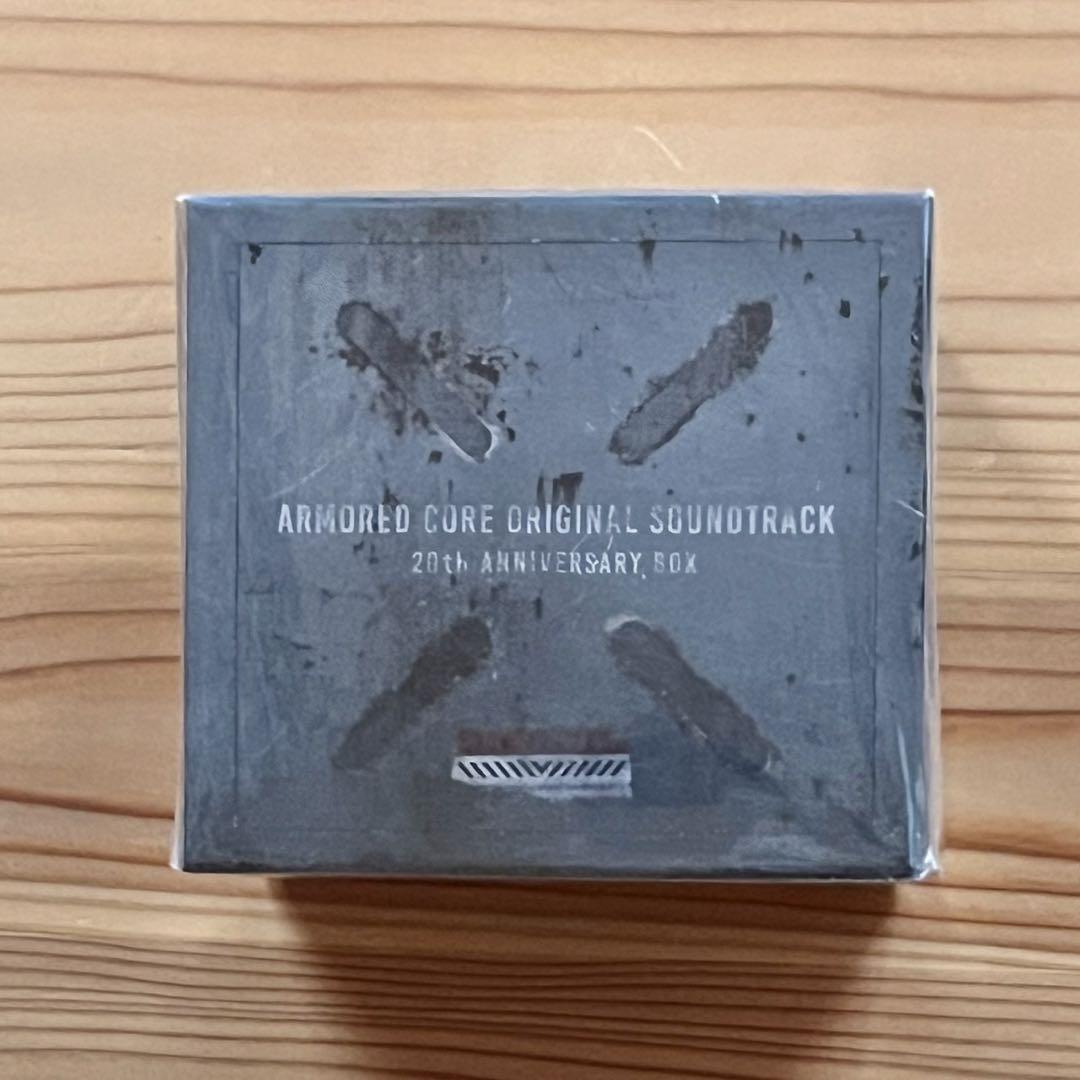 ARMORED CORE ORIGINAL SOUNDTRACK
20th ANNIVERSARY BOX